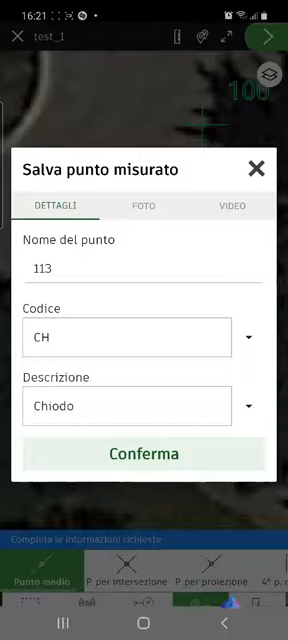 16:21
test_1
100
Salva punto misurato
DETTAGLI
FOTO
VIDEO
Nome del punto
113
Codice
CH
Descrizione
Chiodo
Conferma
Completa le informazioni richieste
Punto medio
P. per intersezione
P. per proiezione
4° p.